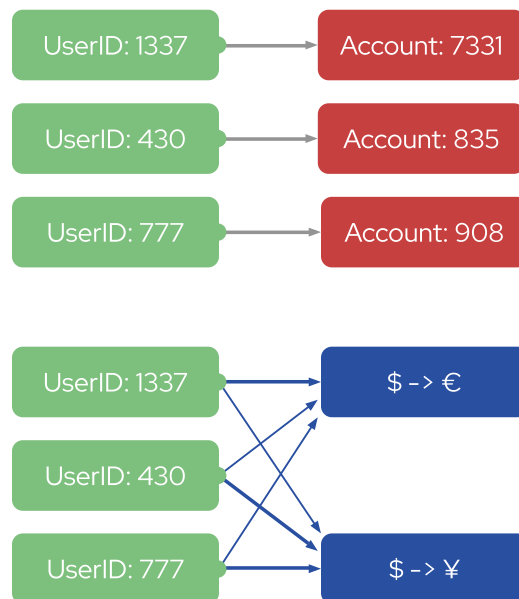 UserID: 1337
Account: 7331
UserID: 430
Account: 835
UserID: 777
Account: 908
UserID: 1337
$ -> €
UserID: 430
UserID: 777
$ -> ¥